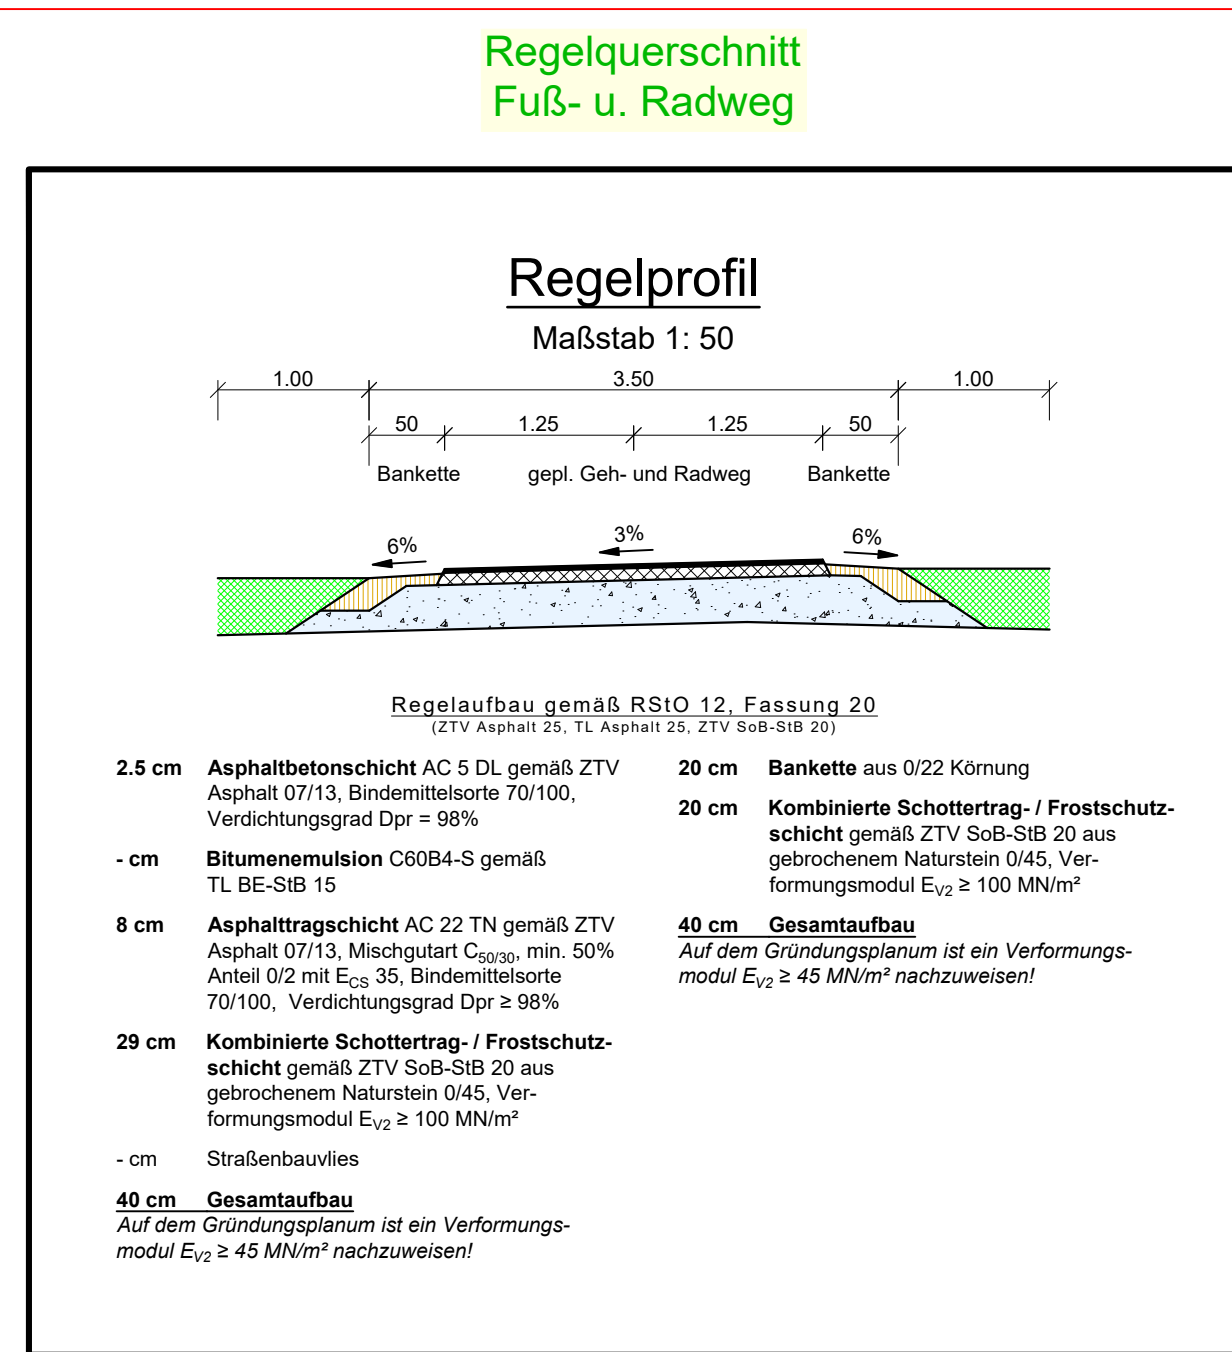 Regelquerschnitt
Fuß- u. Radweg
Regelprofil
Maßstab 1: 50
1.00 3.50 1.00
50 1.25 1.25 50
Bankette gepl. Geh- und Radweg Bankette
6% 3% 6%
Regelaufbau gemäß RStO 12, Fassung 20
(ZTV Asphalt 25, TL Asphalt 25, ZTV SoB-StB 20)
2.5 cm Asphaltbetonschicht AC 5 DL gemäß ZTV
Asphalt 07/13, Bindemittelsorte 70/100,
Verdichtungsgrad Dpr = 98%
- cm Bitumenemulsion C60B4-S gemäß
TL BE-StB 15
8 cm Asphalttragschicht AC 22 TN gemäß ZTV
Asphalt 07/13, Mischgutart C50/30, min. 50%
Anteil 0/2 mit ECS 35, Bindemittelsorte
70/100, Verdichtungsgrad Dpr ≥ 98%
29 cm Kombinierte Schottertrag- / Frostschutz-
schicht gemäß ZTV SoB-StB 20 aus
gebrochenem Naturstein 0/45, Ver-
formungsmodul EV2 ≥ 100 MN/m²
- cm Straßenbauvlies
40 cm Gesamtaufbau
Auf dem Gründungsplanum ist ein Verformungs-
modul EV2 ≥ 45 MN/m² nachzuweisen!
20 cm Bankette aus 0/22 Körnung
20 cm Kombinierte Schottertrag- / Frostschutz-
schicht gemäß ZTV SoB-StB 20 aus
gebrochenem Naturstein 0/45, Ver-
formungsmodul EV2 ≥ 100 MN/m²
40 cm Gesamtaufbau
Auf dem Gründungsplanum ist ein Verformungs-
modul EV2 ≥ 45 MN/m² nachzuweisen!